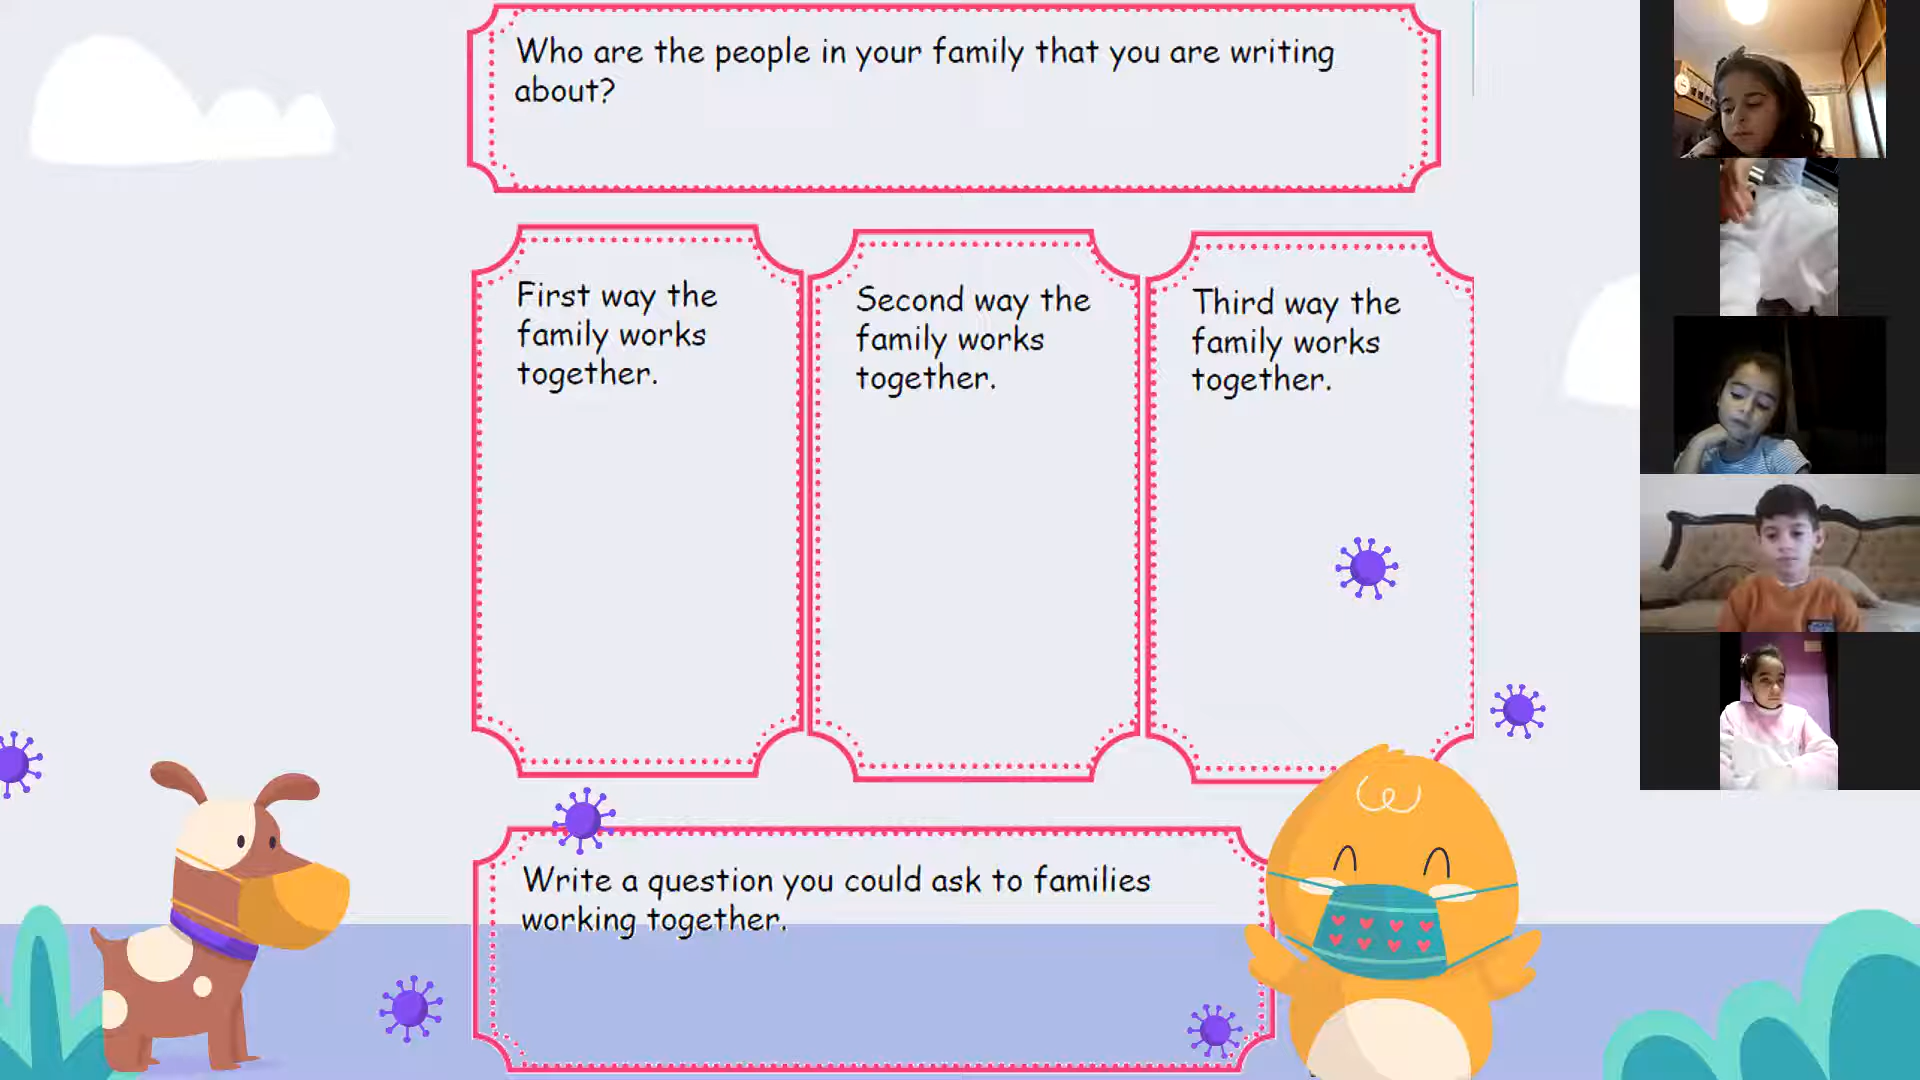 Who are the people in your family that you are writing
about?
First way the
family works
together.
Second way the
family works
together.
Third way the
family works
together.
Write a question you could ask to families
working together.